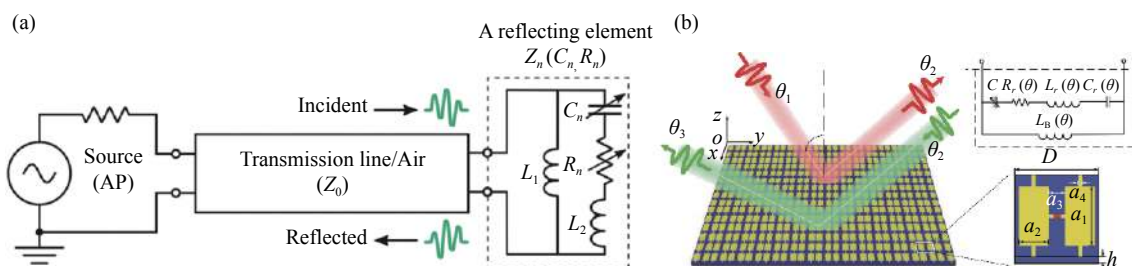 (a)
A reflecting element
Z_n (C_n, R_n)
Incident
C_n
Source
(AP)
Transmission line/Air
(Z_0)
L_1
R_n
L_2
Reflected
(b)
θ_1
θ_2
θ_3
θ_2
z
o
y
x
C R_r (θ) L_r (θ) C_r (θ)
L_B (θ)
D
a_4
a_3
a_1
a_2
h